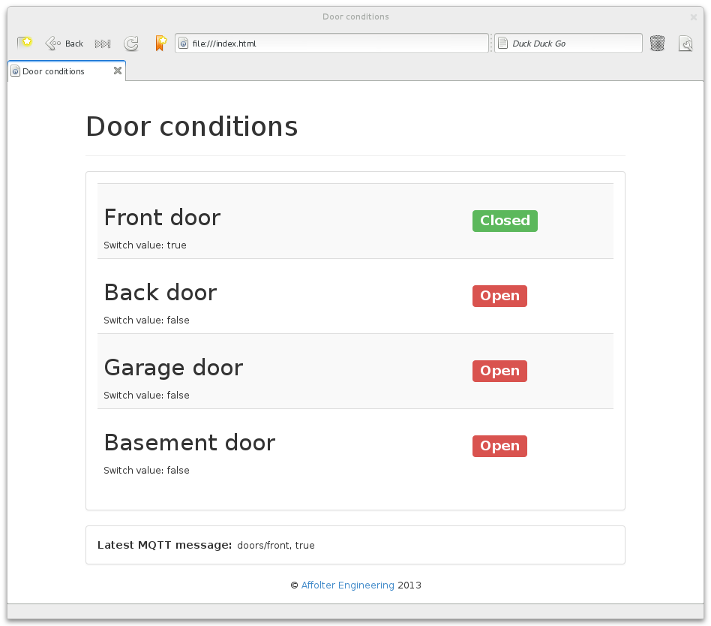 Door conditions
Back
file:///index.html
Duck Duck Go
Door conditions
Door conditions
Front door
Closed
Switch value: true
Back door
Open
Switch value: false
Garage door
Open
Switch value: false
Basement door
Open
Switch value: false
Latest MQTT message: doors/front, true
© Affolter Engineering 2013